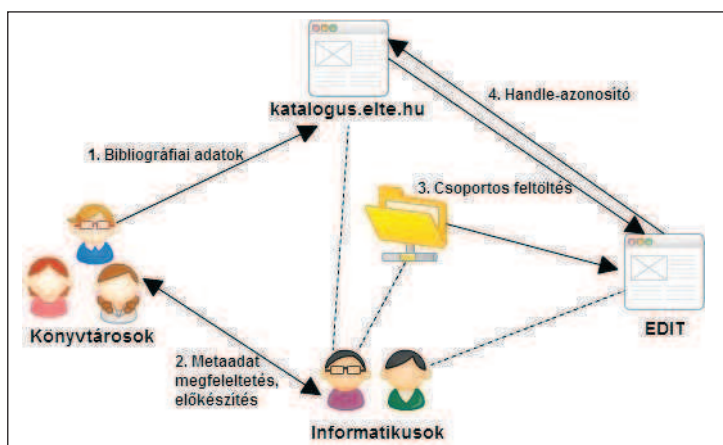 katalogus.elte.hu
4. Handle-azonosító
1. Bibliográfiai adatok
3. Csoportos feltöltés
Könyvtárosok
EDIT
2. Metaadat
megfeleltetés,
előkészítés
Informatikusok